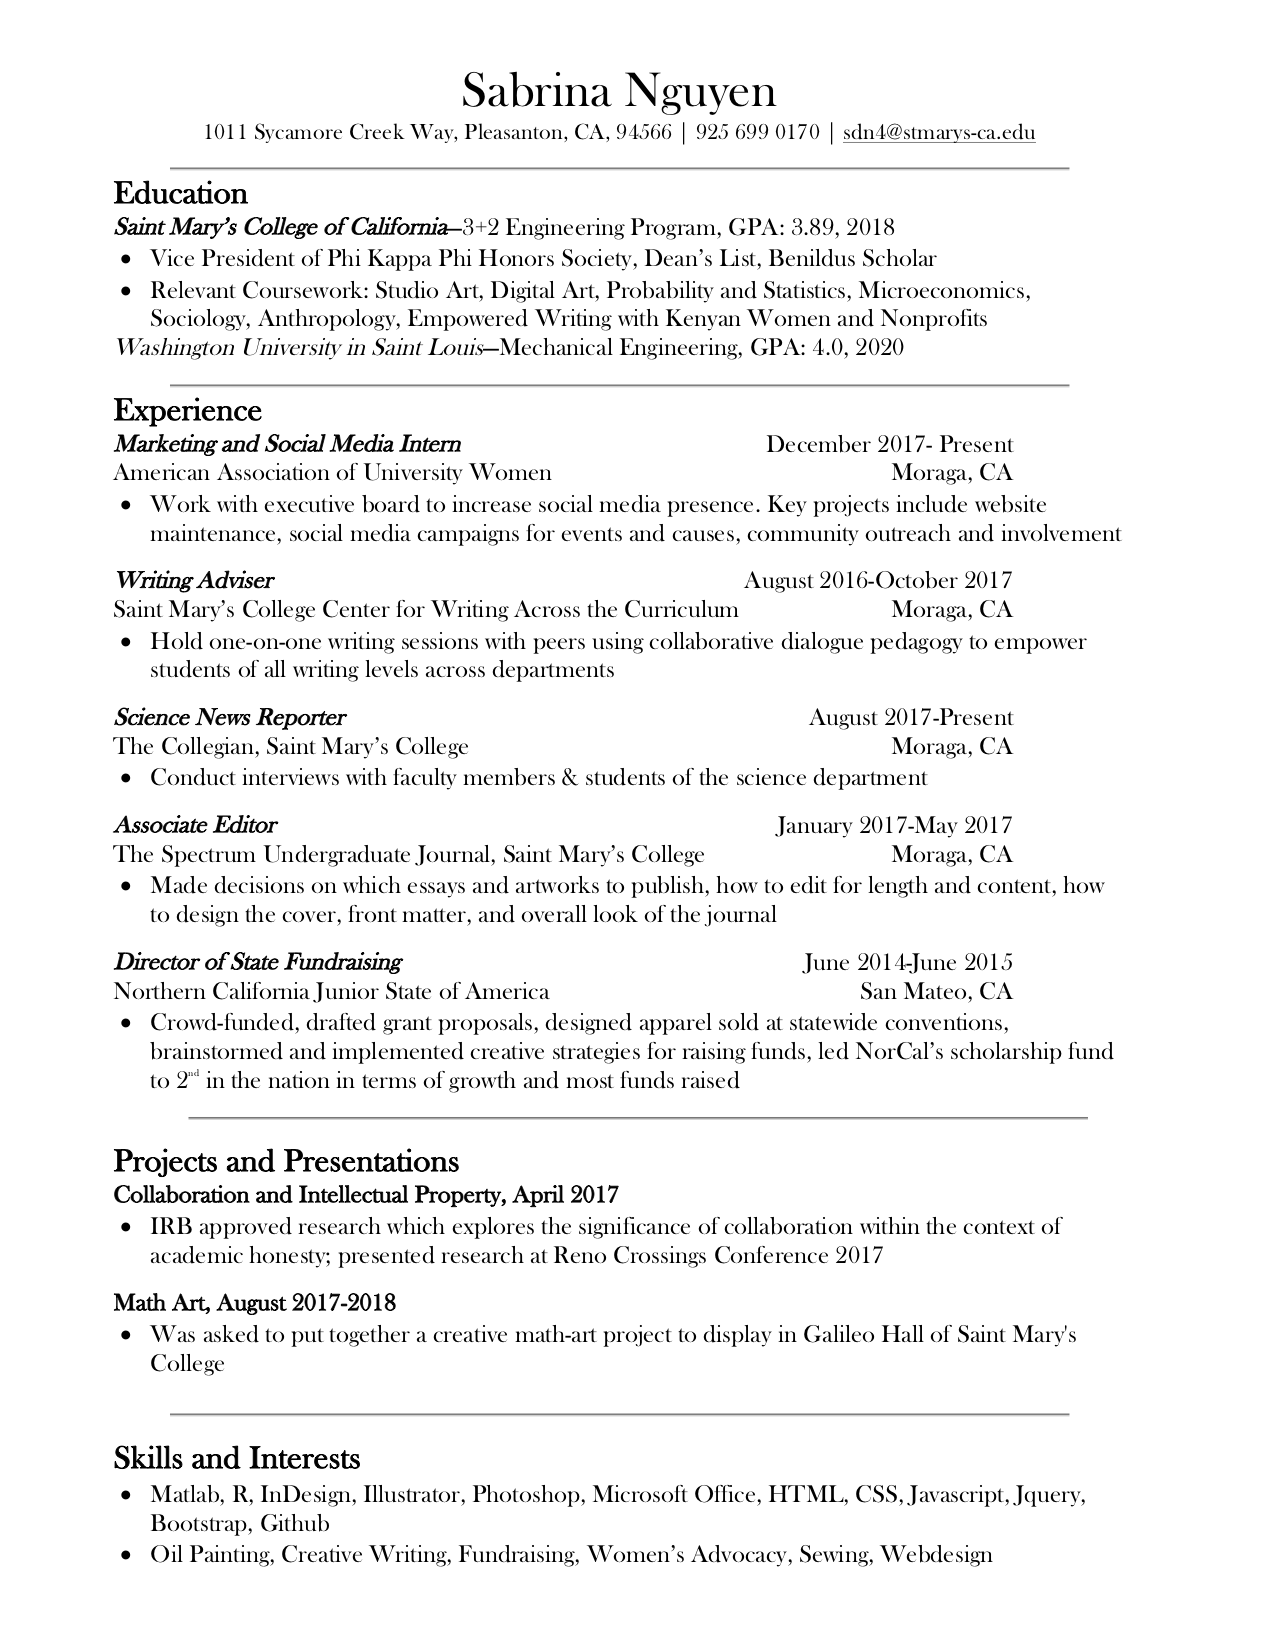 Sabrina Nguyen
1011 Sycamore Creek Way, Pleasanton, CA, 94566 | 925 699 0170 | sdn4@stmarys-ca.edu
Education
Saint Mary's College of California—3+2 Engineering Program, GPA: 3.89, 2018
• Vice President of Phi Kappa Phi Honors Society, Dean's List, Benildus Scholar
• Relevant Coursework: Studio Art, Digital Art, Probability and Statistics, Microeconomics,
Sociology, Anthropology, Empowered Writing with Kenyan Women and Nonprofits
Washington University in Saint Louis—Mechanical Engineering, GPA: 4.0, 2020
Experience
Marketing and Social Media Intern December 2017- Present
American Association of University Women Moraga, CA
• Work with executive board to increase social media presence. Key projects include website
maintenance, social media campaigns for events and causes, community outreach and involvement
Writing Adviser August 2016-October 2017
Saint Mary's College Center for Writing Across the Curriculum Moraga, CA
• Hold one-on-one writing sessions with peers using collaborative dialogue pedagogy to empower
students of all writing levels across departments
Science News Reporter August 2017-Present
The Collegian, Saint Mary's College Moraga, CA
• Conduct interviews with faculty members & students of the science department
Associate Editor January 2017-May 2017
The Spectrum Undergraduate Journal, Saint Mary's College Moraga, CA
• Made decisions on which essays and artworks to publish, how to edit for length and content, how
to design the cover, front matter, and overall look of the journal
Director of State Fundraising June 2014-June 2015
Northern California Junior State of America San Mateo, CA
• Crowd-funded, drafted grant proposals, designed apparel sold at statewide conventions,
brainstormed and implemented creative strategies for raising funds, led NorCal's scholarship fund
to 2nd in the nation in terms of growth and most funds raised
Projects and Presentations
Collaboration and Intellectual Property, April 2017
• IRB approved research which explores the significance of collaboration within the context of
academic honesty; presented research at Reno Crossings Conference 2017
Math Art, August 2017-2018
• Was asked to put together a creative math-art project to display in Galileo Hall of Saint Mary's
College
Skills and Interests
• Matlab, R, InDesign, Illustrator, Photoshop, Microsoft Office, HTML, CSS, Javascript, Jquery,
Bootstrap, Github
• Oil Painting, Creative Writing, Fundraising, Women's Advocacy, Sewing, Webdesign